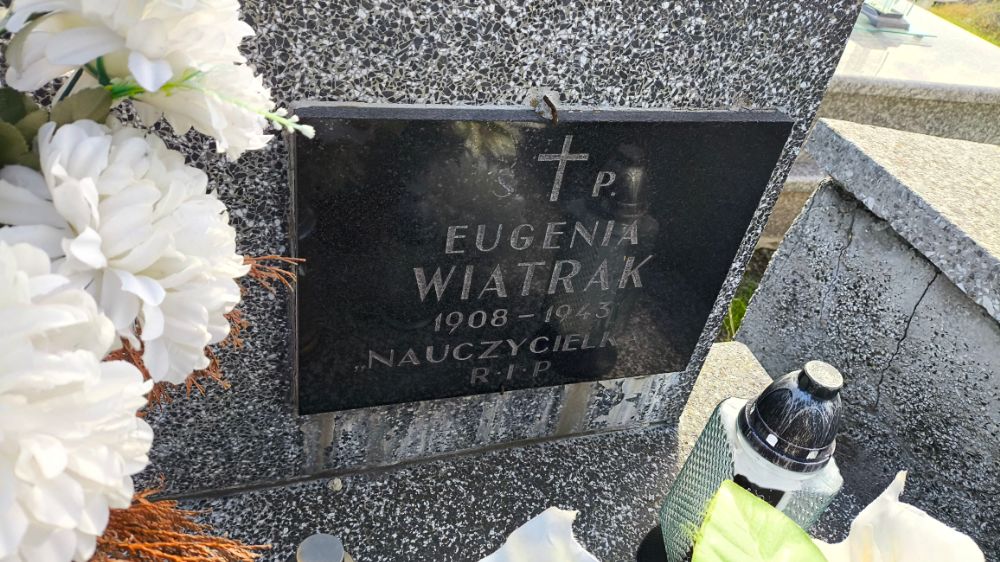 Ś. P.
EUGENIA
WIATRAK
1908 - 1943
„NAUCZYCIELK
R.I.P